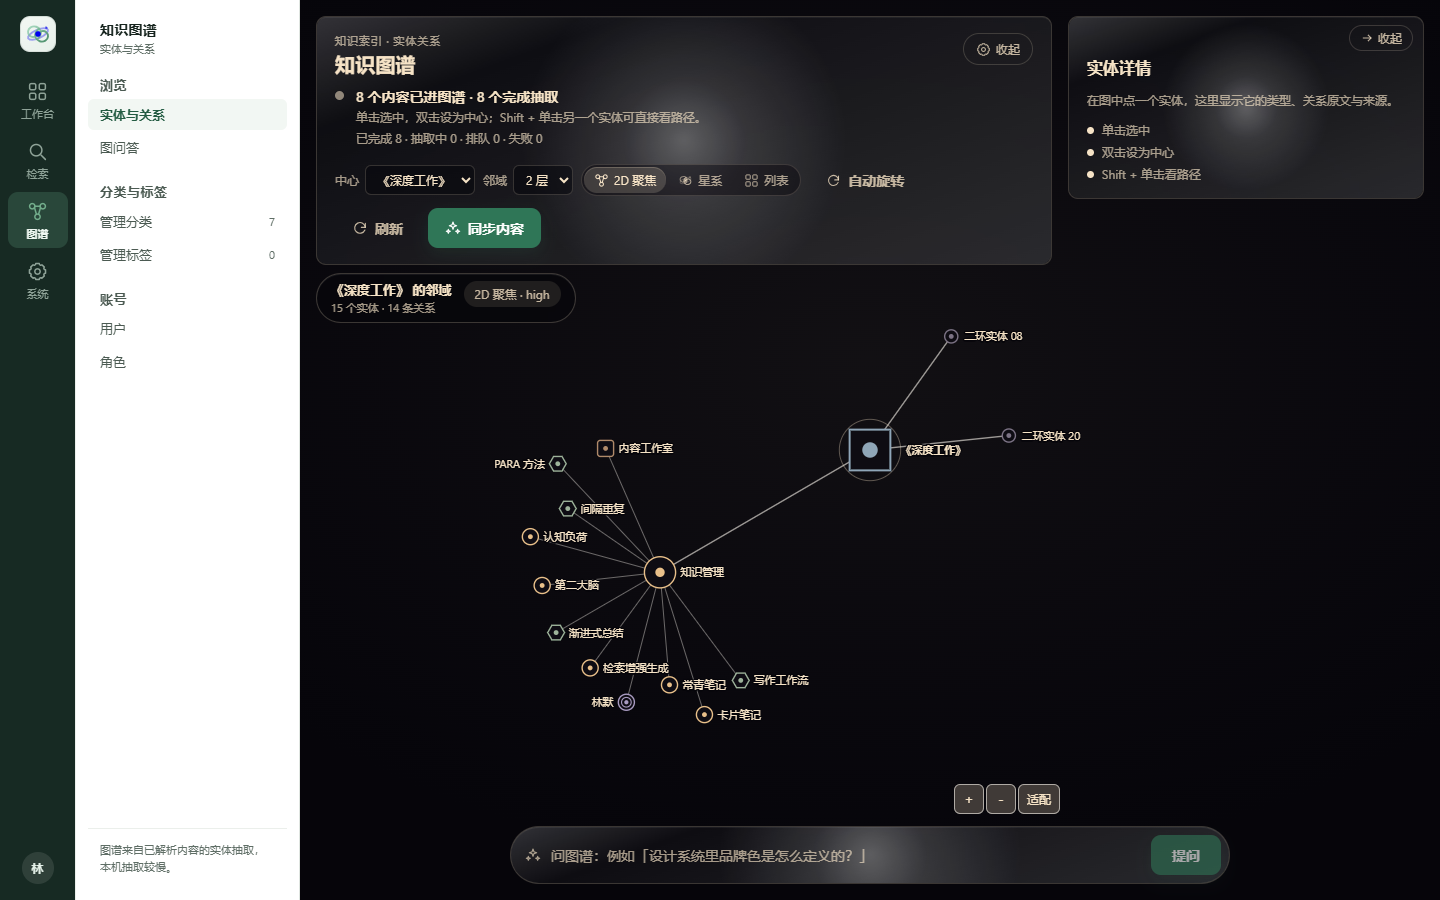 工作台
检索
图谱
系统
林
知识图谱
实体与关系
浏览
实体与关系
图问答
分类与标签
管理分类 7
管理标签 0
账号
用户
角色
图谱来自已解析内容的实体抽取，
本机抽取较慢。
知识索引 · 实体关系
知识图谱
收起
8 个内容已进图谱 · 8 个完成抽取
单击选中，双击设为中心；Shift + 单击另一个实体可直接看路径。
已完成 8 · 抽取中 0 · 排队 0 · 失败 0
中心 《深度工作》 邻域 2 层 2D 聚焦 星系 列表 自动旋转
刷新 同步内容
收起
实体详情
在图中点一个实体，这里显示它的类型、关系原文与来源。
单击选中
双击设为中心
Shift + 单击看路径
《深度工作》 的邻域
15 个实体 · 14 条关系
2D 聚焦 · high
二环实体 08
二环实体 20
《深度工作》
内容工作室
PARA 方法
间隔重复
认知负荷
知识管理
第二大脑
渐进式总结
检索增强生成
常青笔记
写作工作流
林默
卡片笔记
+ - 适配
问图谱：例如「设计系统里品牌色是怎么定义的？」
提问